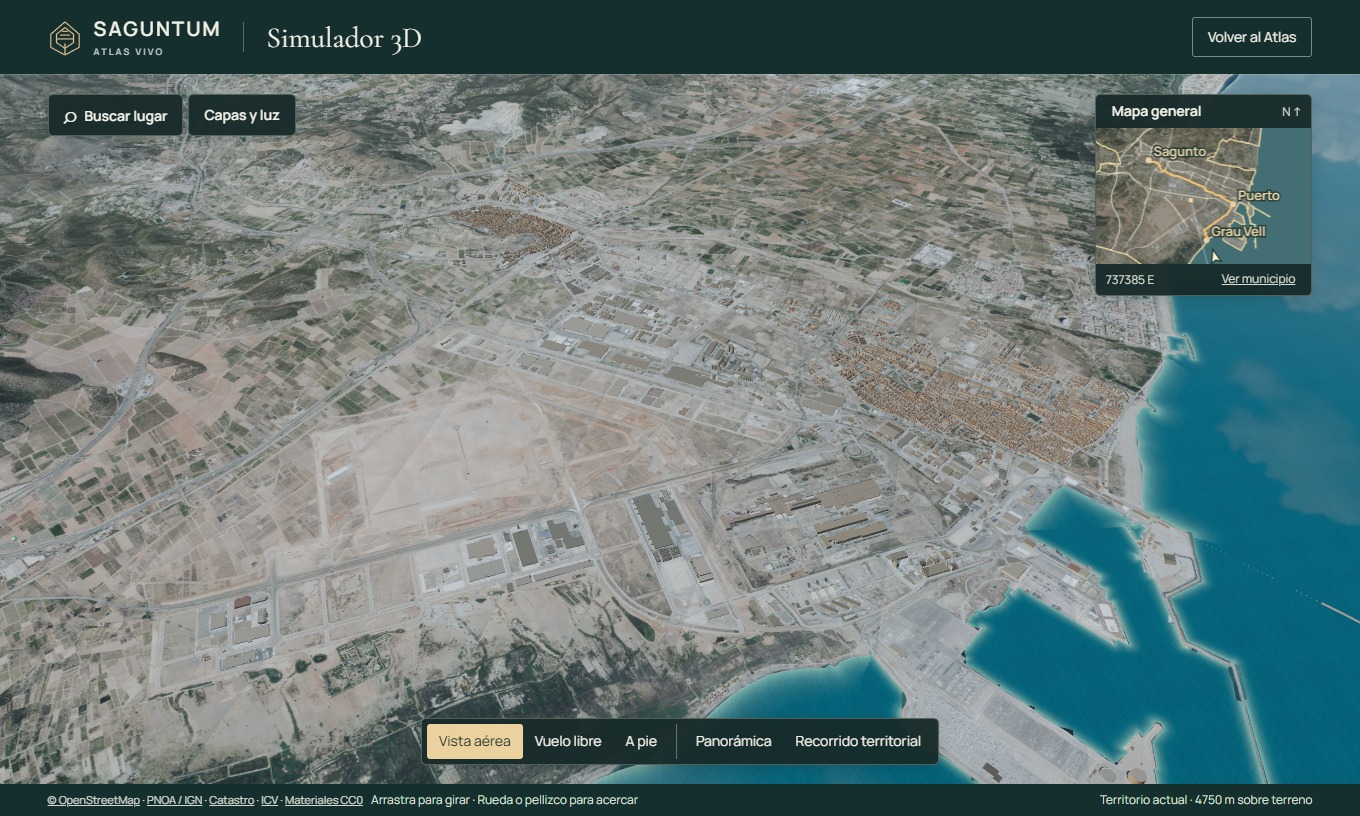 SAGUNTUM
ATLAS VIVO
Simulador 3D
Volver al Atlas
Buscar lugar
Capas y luz
Mapa general
N ↑
Sagunto
Puerto
Grau Vell
737385 E
Ver municipio
Vista aérea
Vuelo libre
A pie
Panorámica
Recorrido territorial
© OpenStreetMap · PNOA / IGN · Catastro · ICV · Materiales CC0 Arrastra para girar · Rueda o pellizco para acercar
Territorio actual · 4750 m sobre terreno